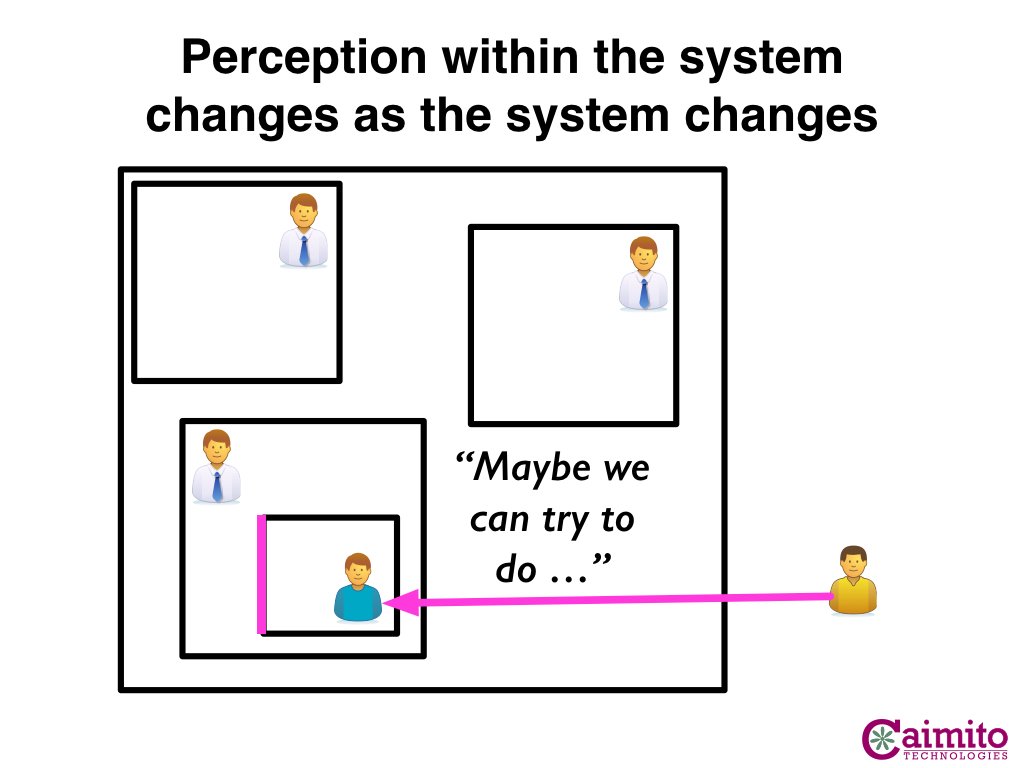 Perception within the system
changes as the system changes
“Maybe we
can try to
do …”
Caimito
TECHNOLOGIES